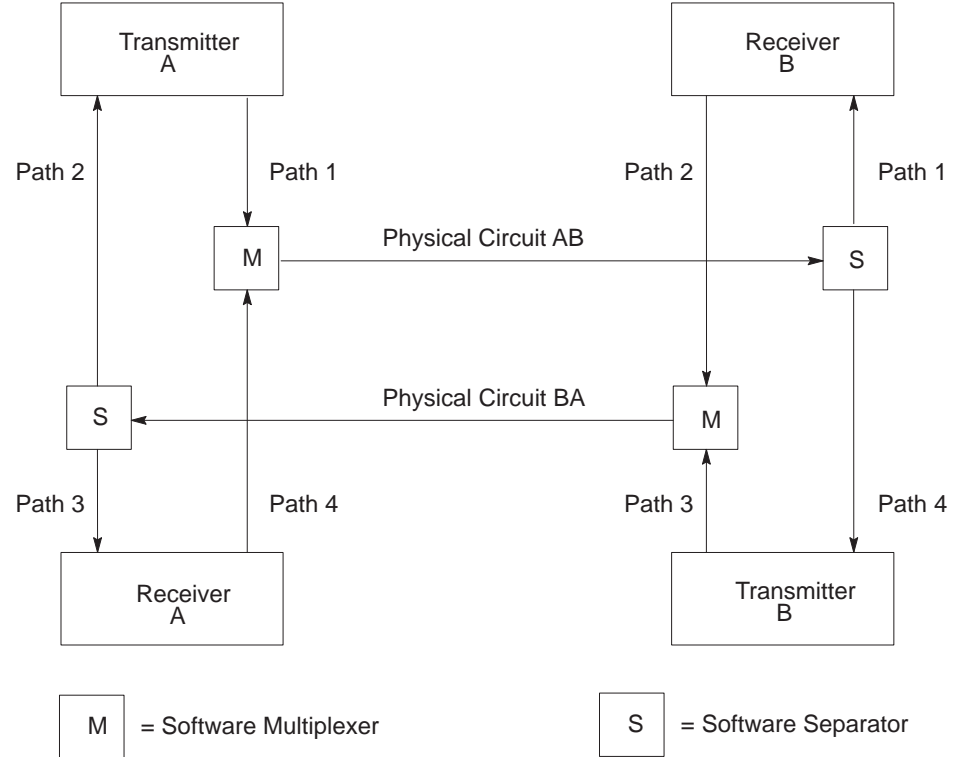 Transmitter
A
Receiver
B
Path 2
Path 1
Path 2
Path 1
Physical Circuit AB
M
S
Physical Circuit BA
S
M
Path 3
Path 4
Path 3
Path 4
Receiver
A
Transmitter
B
M = Software Multiplexer
S = Software Separator